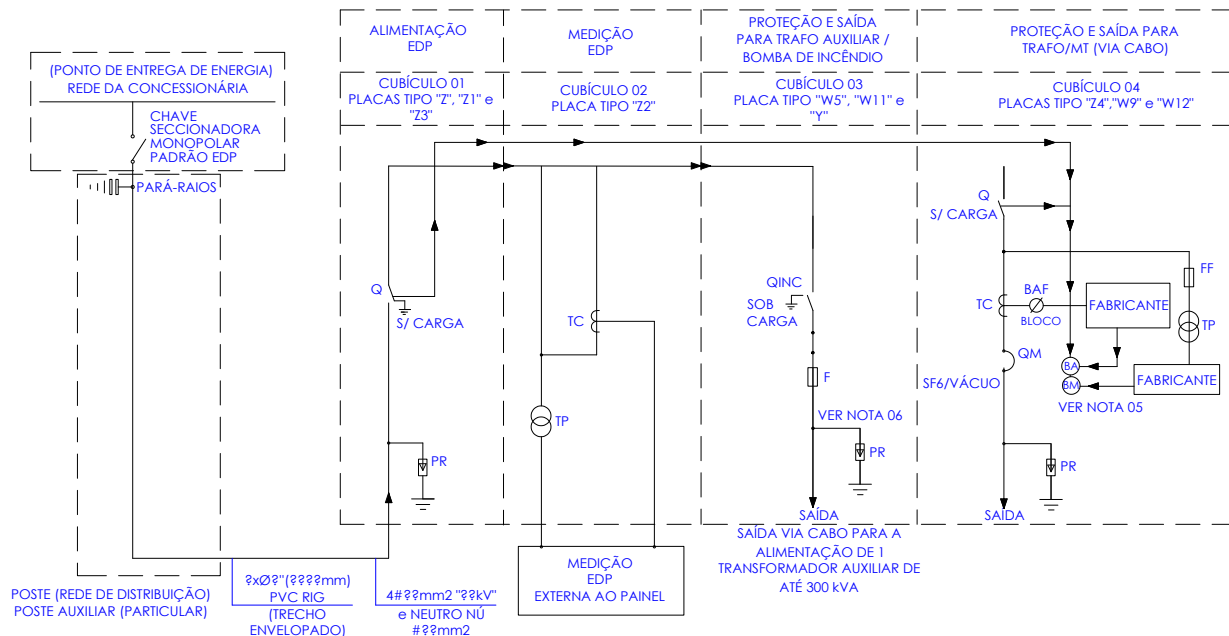 (PONTO DE ENTREGA DE ENERGIA)
REDE DA CONCESSIONÁRIA
CHAVE
SECCIONADORA
MONOPOLAR
PADRÃO EDP
PARÁ-RAIOS
POSTE (REDE DE DISTRIBUIÇÃO)
POSTE AUXILIAR (PARTICULAR)
?xØ?"(????mm)
PVC RIG
(TRECHO
ENVELOPADO)
4#??mm2 "??kV"
e NEUTRO NÚ
#??mm2
ALIMENTAÇÃO
EDP
CUBÍCULO 01
PLACAS TIPO "Z", "Z1" e
"Z3"
Q
S/ CARGA
PR
MEDIÇÃO
EDP
CUBÍCULO 02
PLACA TIPO "Z2"
TC
TP
MEDIÇÃO
EDP
EXTERNA AO PAINEL
PROTEÇÃO E SAÍDA
PARA TRAFO AUXILIAR /
BOMBA DE INCÊNDIO
CUBÍCULO 03
PLACA TIPO "W5", "W11" e
"Y"
QINC
SOB
CARGA
F
VER NOTA 06
PR
SAÍDA
SAÍDA VIA CABO PARA A
ALIMENTAÇÃO DE 1
TRANSFORMADOR AUXILIAR DE
ATÉ 300 kVA
PROTEÇÃO E SAÍDA PARA
TRAFO/MT (VIA CABO)
CUBÍCULO 04
PLACAS TIPO "Z4","W9" e "W12"
Q
S/ CARGA
FF
BAF
TC
BLOCO
FABRICANTE
TP
QM
BA
SF6/VÁCUO
BM
FABRICANTE
VER NOTA 05
PR
SAÍDA